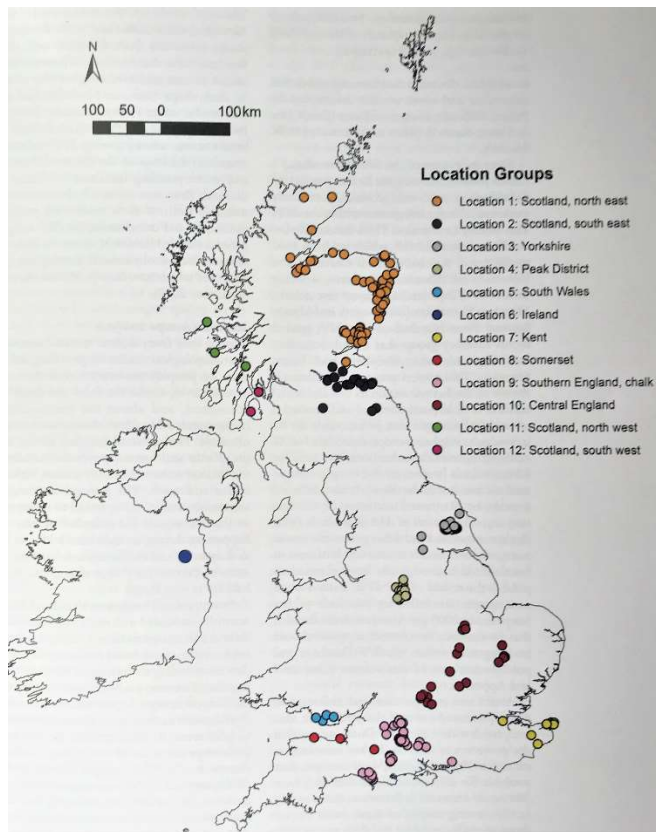 N
100 50 0 100km
Location Groups
Location 1: Scotland, north east
Location 2: Scotland, south east
Location 3: Yorkshire
Location 4: Peak District
Location 5: South Wales
Location 6: Ireland
Location 7: Kent
Location 8: Somerset
Location 9: Southern England, chalk
Location 10: Central England
Location 11: Scotland, north west
Location 12: Scotland, south west